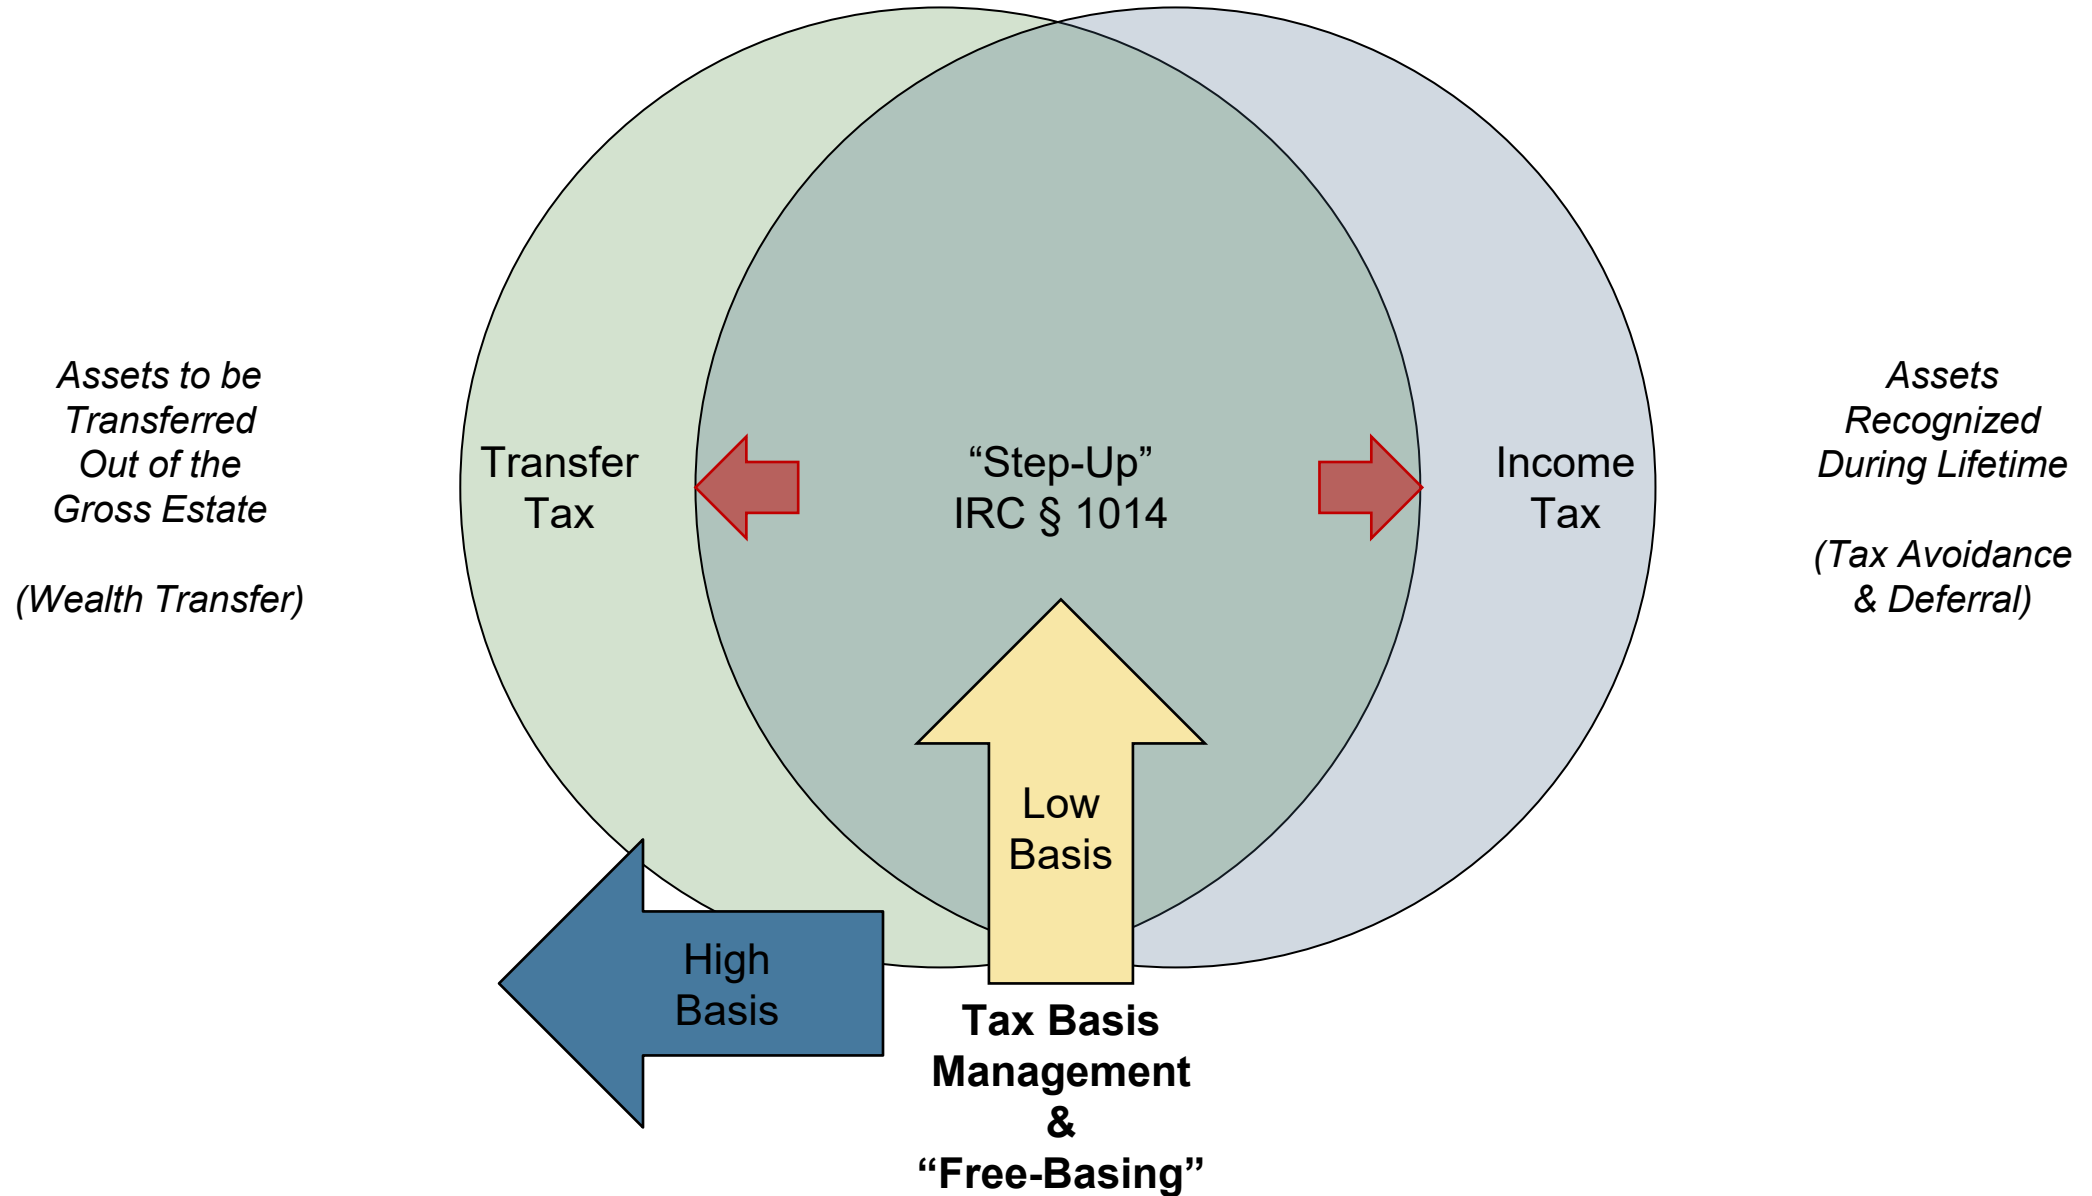 Assets to be
Transferred
Out of the
Gross Estate
(Wealth Transfer)
Transfer
Tax
“Step-Up”
IRC § 1014
Income
Tax
Assets
Recognized
During Lifetime
(Tax Avoidance
& Deferral)
Low
Basis
High
Basis
Tax Basis
Management
&
“Free-Basing”